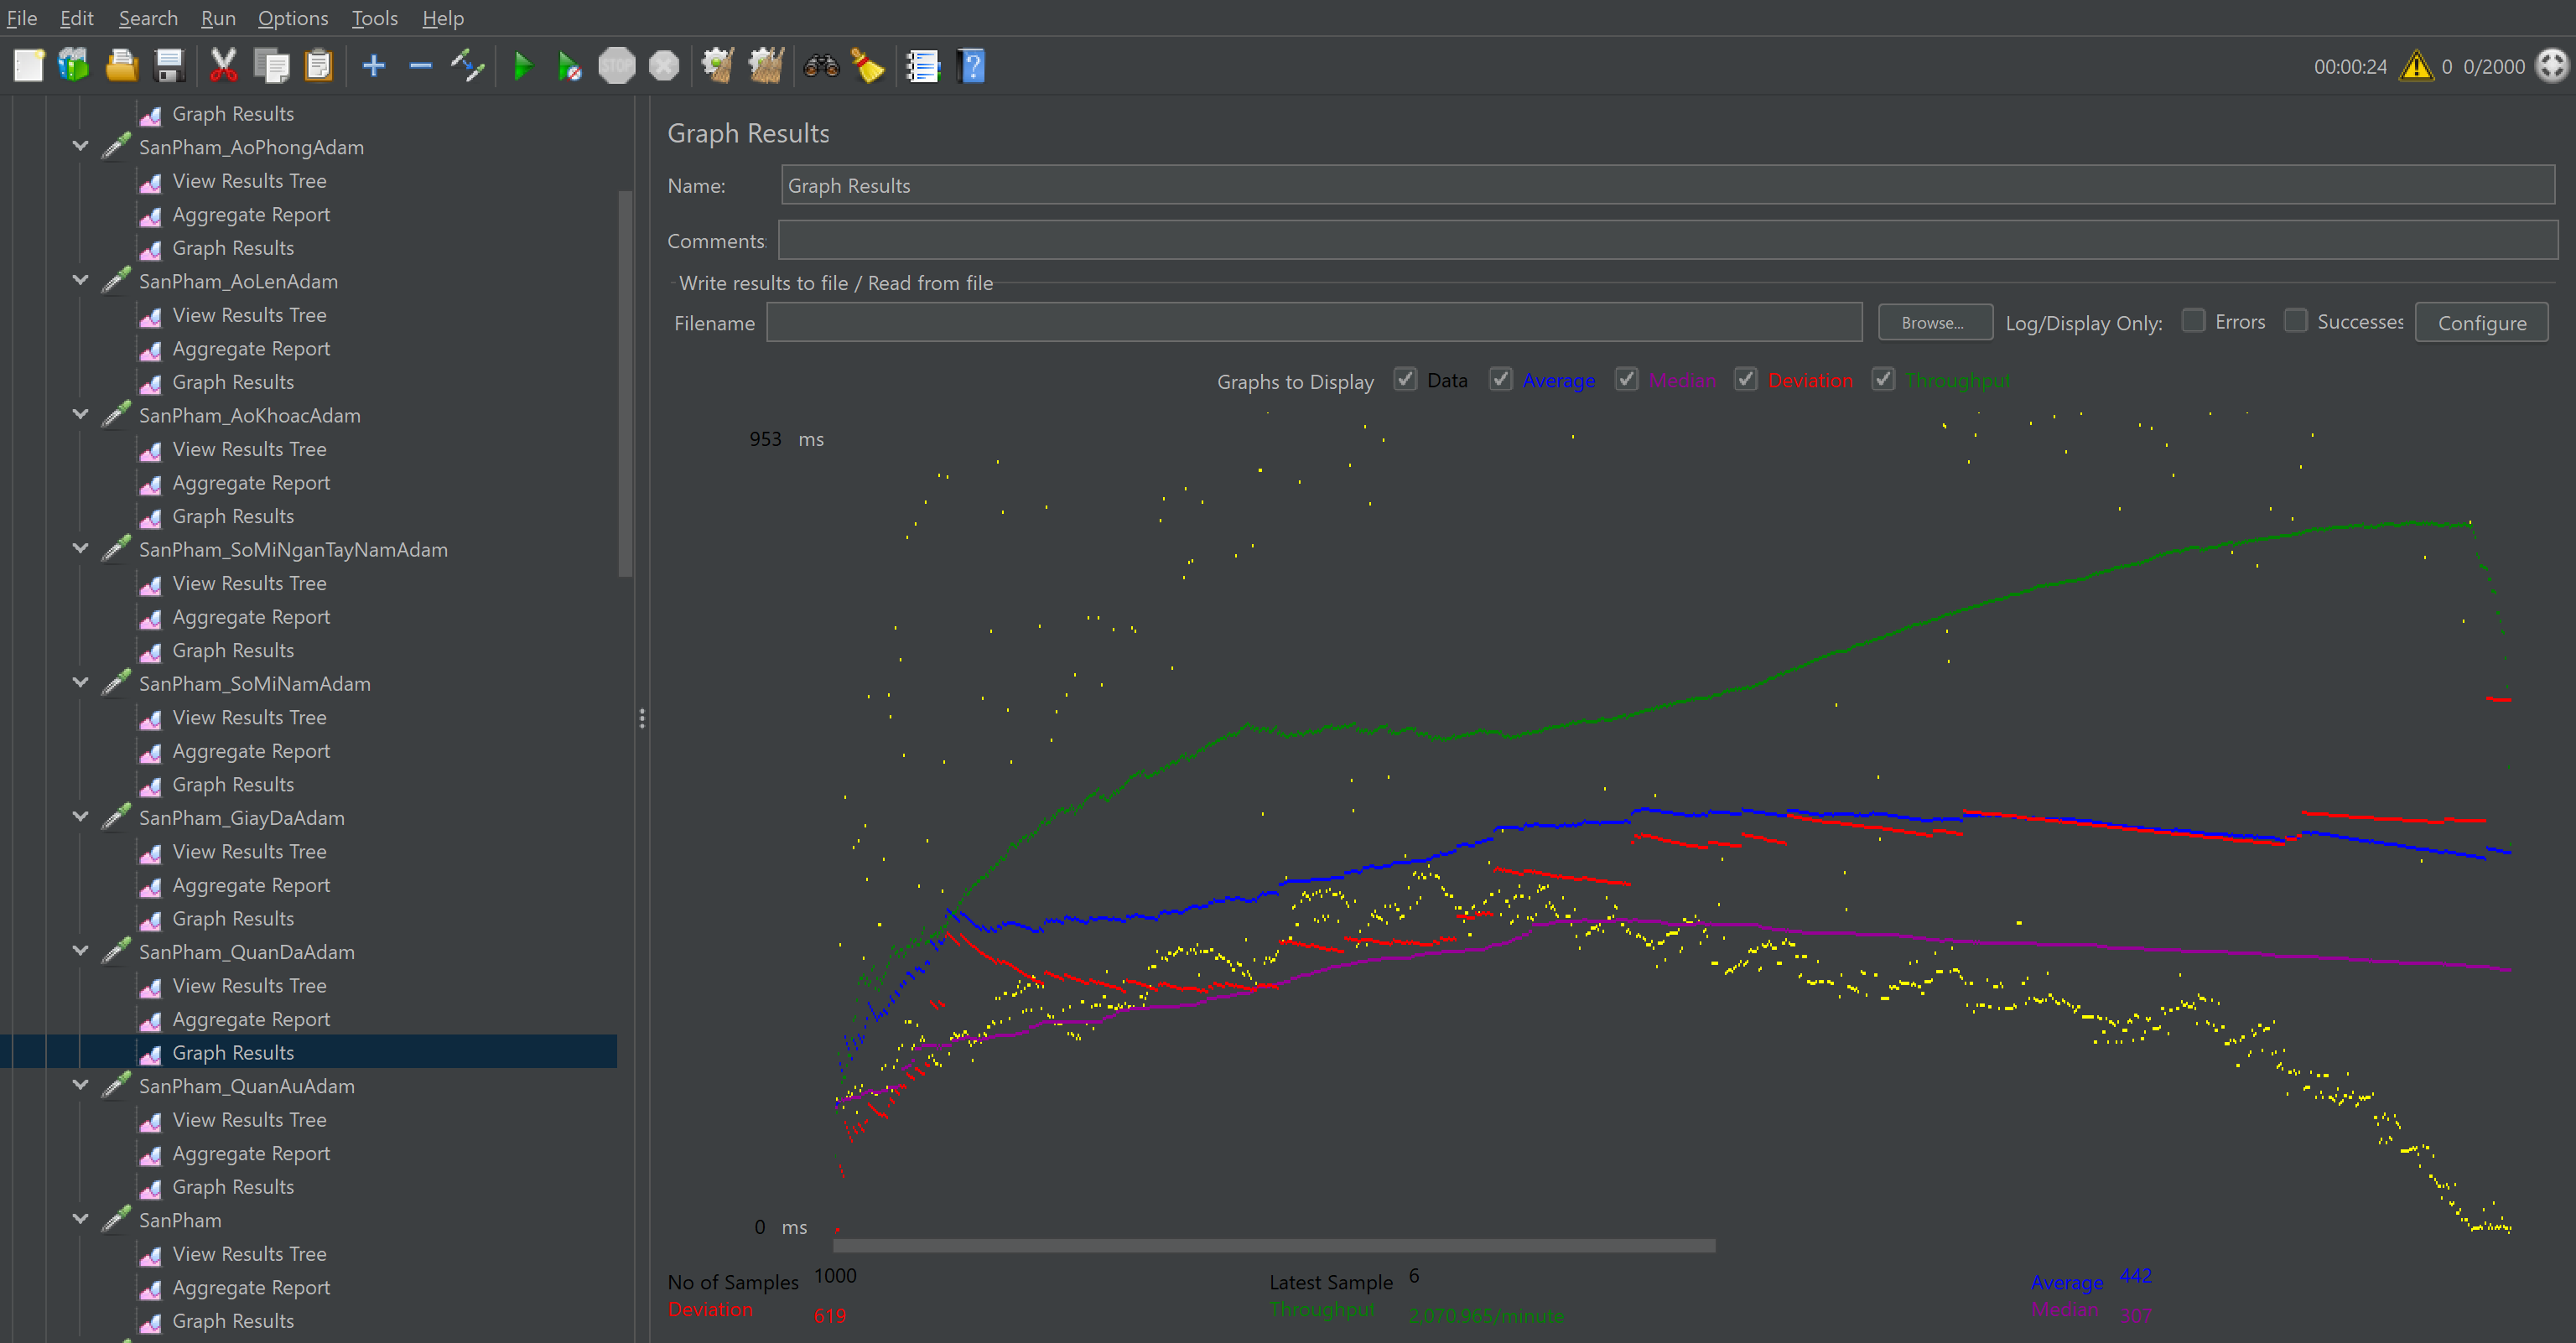 File Edit Search Run Options Tools Help
STOP
00:00:24 0 0/2000
Graph Results
SanPham_AoPhongAdam
View Results Tree
Aggregate Report
Graph Results
SanPham_AoLenAdam
View Results Tree
Aggregate Report
Graph Results
SanPham_AoKhoacAdam
View Results Tree
Aggregate Report
Graph Results
SanPham_SoMiNganTayNamAdam
View Results Tree
Aggregate Report
Graph Results
SanPham_SoMiNamAdam
View Results Tree
Aggregate Report
Graph Results
SanPham_GiayDaAdam
View Results Tree
Aggregate Report
Graph Results
SanPham_QuanDaAdam
View Results Tree
Aggregate Report
Graph Results
SanPham_QuanAuAdam
View Results Tree
Aggregate Report
Graph Results
SanPham
View Results Tree
Aggregate Report
Graph Results
Graph Results
Name: Graph Results
Comments:
Write results to file / Read from file
Filename Browse... Log/Display Only: Errors Successes Configure
Graphs to Display Data Average Median Deviation Throughput
953 ms
0 ms
No of Samples 1000 Latest Sample 6 Average 442
Deviation 619 Throughput 2,070.965/minute Median 307